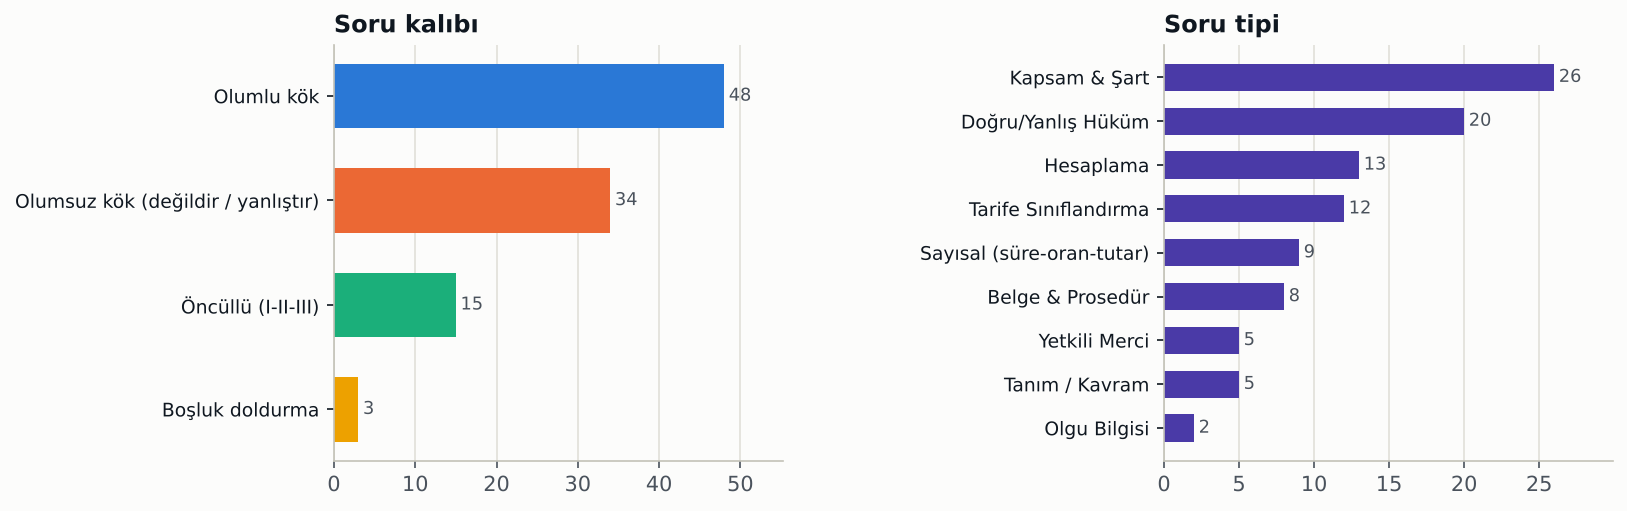 Soru kalıbı
Olumlu kök
48
Olumsuz kök (değildir / yanlıştır)
34
Öncüllü (I-II-III)
15
Boşluk doldurma
3
0 10 20 30 40 50
Soru tipi
Kapsam & Şart
26
Doğru/Yanlış Hüküm
20
Hesaplama
13
Tarife Sınıflandırma
12
Sayısal (süre-oran-tutar)
9
Belge & Prosedür
8
Yetkili Merci
5
Tanım / Kavram
5
Olgu Bilgisi
2
0 5 10 15 20 25